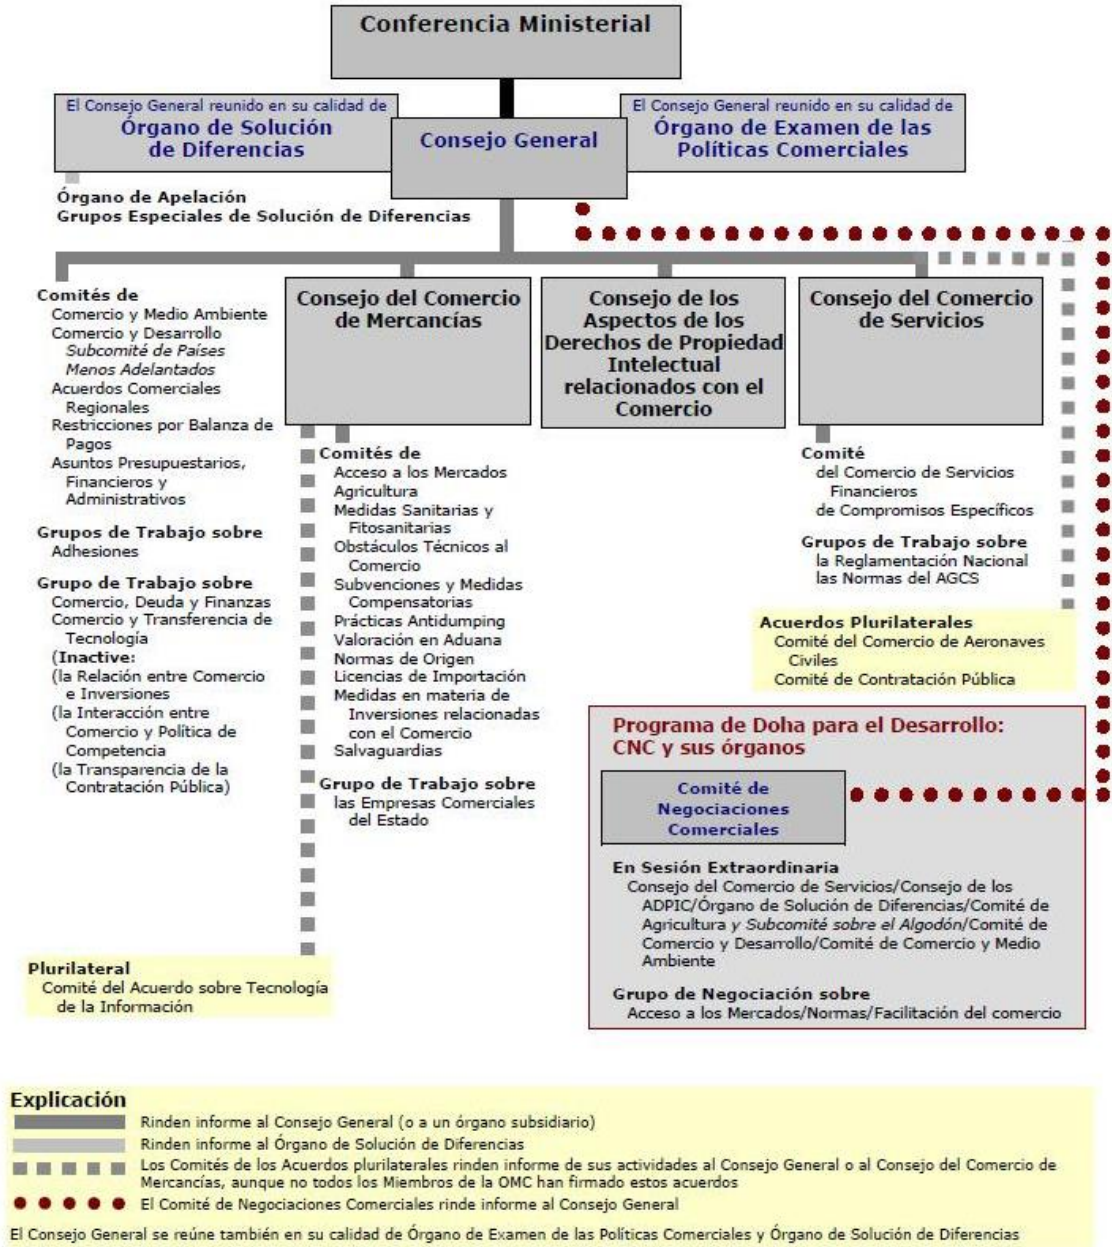 Conferencia Ministerial
El Consejo General reunido en su calidad de
Órgano de Solución
de Diferencias
Consejo General
El Consejo General reunido en su calidad de
Órgano de Examen de las
Políticas Comerciales
Órgano de Apelación
Grupos Especiales de Solución de Diferencias
Comités de
Comercio y Medio Ambiente
Comercio y Desarrollo
Subcomité de Países
Menos Adelantados
Acuerdos Comerciales
Regionales
Restricciones por Balanza de
Pagos
Asuntos Presupuestarios,
Financieros y
Administrativos
Grupos de Trabajo sobre
Adhesiones
Grupo de Trabajo sobre
Comercio, Deuda y Finanzas
Comercio y Transferencia de
Tecnología
(Inactive:
(la Relación entre Comercio
e Inversiones
(la Interacción entre
Comercio y Política de
Competencia
(la Transparencia de la
Contratación Pública)
Plurilateral
Comité del Acuerdo sobre Tecnología
de la Información
Consejo del Comercio
de Mercancías
Comités de
Acceso a los Mercados
Agricultura
Medidas Sanitarias y
Fitosanitarias
Obstáculos Técnicos al
Comercio
Subvenciones y Medidas
Compensatorias
Prácticas Antidumping
Valoración en Aduana
Normas de Origen
Licencias de Importación
Medidas en materia de
Inversiones relacionadas
con el Comercio
Salvaguardias
Grupo de Trabajo sobre
las Empresas Comerciales
del Estado
Consejo de los
Aspectos de los
Derechos de Propiedad
Intelectual
relacionados con el
Comercio
Consejo del Comercio
de Servicios
Comité
del Comercio de Servicios
Financieros
de Compromisos Específicos
Grupos de Trabajo sobre
la Reglamentación Nacional
las Normas del AGCS
Acuerdos Plurilaterales
Comité del Comercio de Aeronaves
Civiles
Comité de Contratación Pública
Programa de Doha para el Desarrollo:
CNC y sus órganos
Comité de
Negociaciones
Comerciales
En Sesión Extraordinaria
Consejo del Comercio de Servicios/Consejo de los
ADPIC/Órgano de Solución de Diferencias/Comité de
Agricultura y Subcomité sobre el Algodón/Comité de
Comercio y Desarrollo/Comité de Comercio y Medio
Ambiente
Grupo de Negociación sobre
Acceso a los Mercados/Normas/Facilitación del comercio
Explicación
Rinden informe al Consejo General (o a un órgano subsidiario)
Rinden informe al Órgano de Solución de Diferencias
Los Comités de los Acuerdos plurilaterales rinden informe de sus actividades al Consejo General o al Consejo del Comercio de
Mercancías, aunque no todos los Miembros de la OMC han firmado estos acuerdos
El Comité de Negociaciones Comerciales rinde informe al Consejo General
El Consejo General se reúne también en su calidad de Órgano de Examen de las Políticas Comerciales y Órgano de Solución de Diferencias